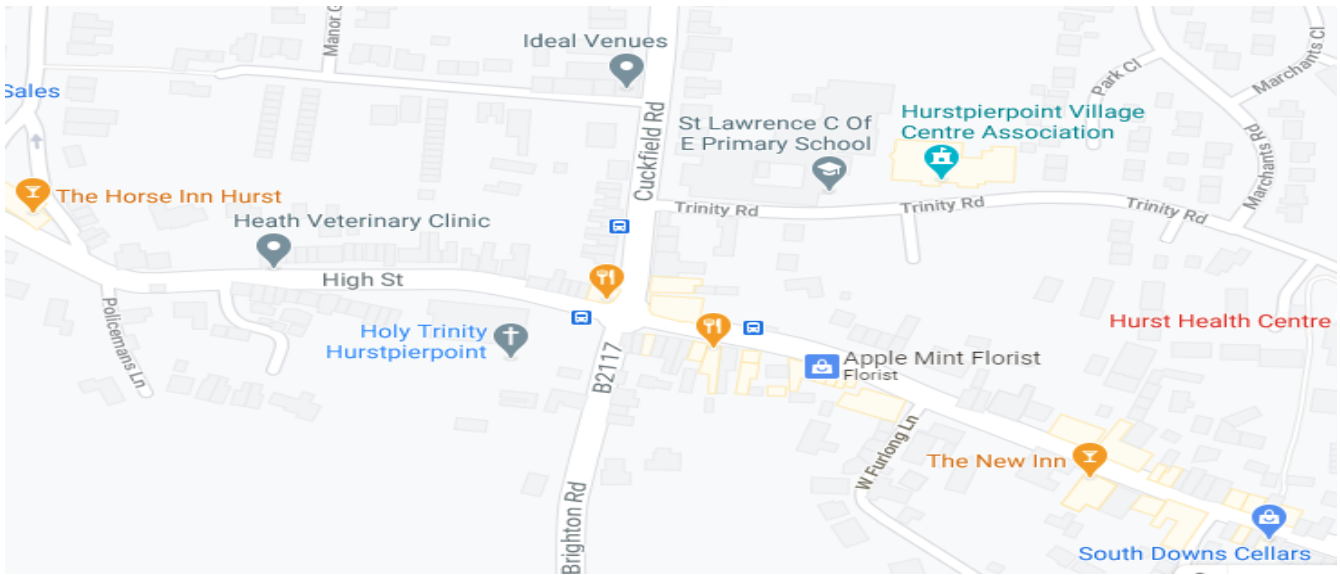 Manor
Ideal Venues
Sales
Cuckfield Rd
St Lawrence C Of
E Primary School
Hurstpierpoint Village
Centre Association
Park Cl
Marchants Cl
Marchants Rd
The Horse Inn Hurst
Heath Veterinary Clinic
Trinity Rd
Trinity Rd
Trinity Rd
High St
Policemans Ln
Holy Trinity
Hurstpierpoint
B2117
Hurst Health Centre
Apple Mint Florist
Florist
W Furlong Ln
The New Inn
Brighton Rd
South Downs Cellars